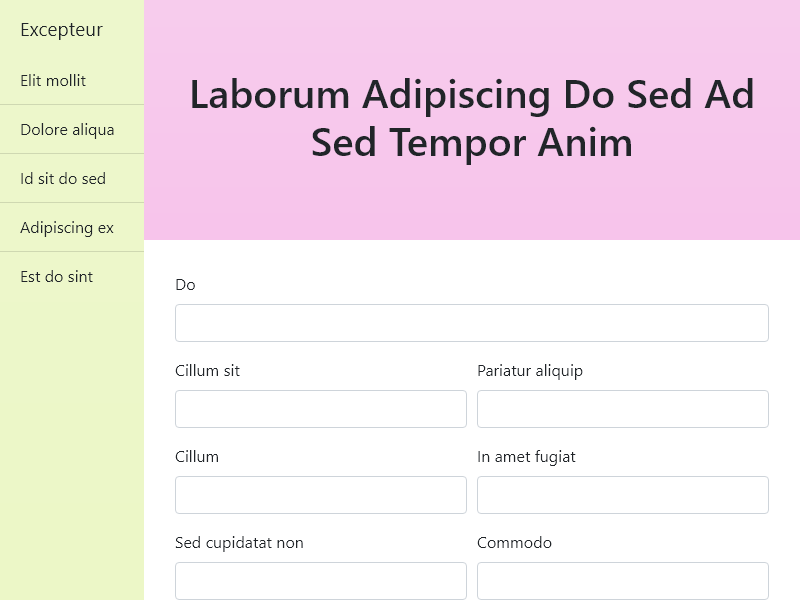 Excepteur
Elit mollit
Dolore aliqua
Id sit do sed
Adipiscing ex
Est do sint
Laborum Adipiscing Do Sed Ad
Sed Tempor Anim
Do
Cillum sit
Pariatur aliquip
Cillum
In amet fugiat
Sed cupidatat non
Commodo